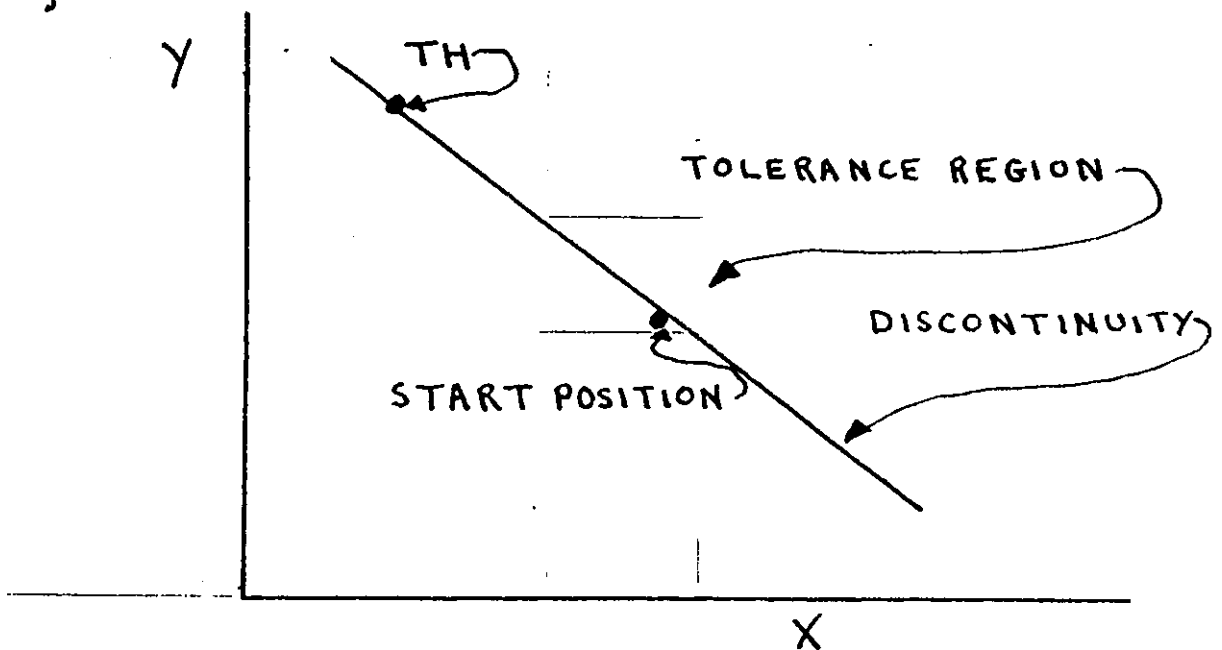 Y
TH
TOLERANCE REGION
DISCONTINUITY
START POSITION
X